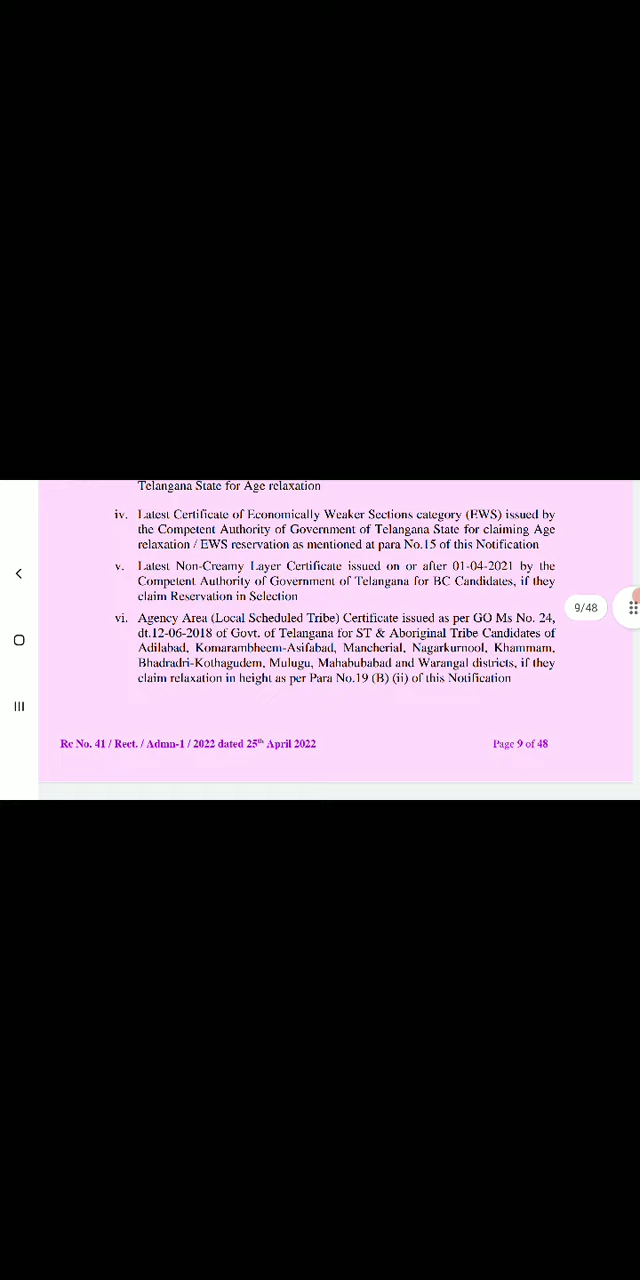 Telangana State for Age relaxation
iv. Latest Certificate of Economically Weaker Sections category (EWS) issued by
the Competent Authority of Government of Telangana State for claiming Age
relaxation / EWS reservation as mentioned at para No.15 of this Notification
v. Latest Non-Creamy Layer Certificate issued on or after 01-04-2021 by the
Competent Authority of Government of Telangana for BC Candidates, if they
claim Reservation in Selection
9/48
vi. Agency Area (Local Scheduled Tribe) Certificate issued as per GO Ms No. 24,
dt.12-06-2018 of Govt. of Telangana for ST & Aboriginal Tribe Candidates of
Adilabad, Komarambheem-Asifabad, Mancherial, Nagarkurnool, Khammam,
Bhadradri-Kothagudem, Mulugu, Mahabubabad and Warangal districts, if they
claim relaxation in height as per Para No.19 (B) (ii) of this Notification
Rc No. 41 / Rect. / Admn-1 / 2022 dated 25th April 2022 Page 9 of 48